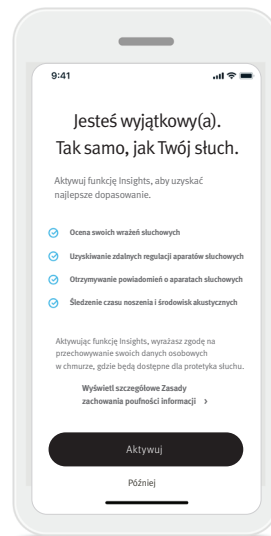 9:41
Jesteś wyjątkowy(a).
Tak samo, jak Twój słuch.
Aktywuj funkcję Insights, aby uzyskać
najlepsze dopasowanie.
Ocena swoich wrażeń słuchowych
Uzyskiwanie zdalnych regulacji aparatów słuchowych
Otrzymywanie powiadomień o aparatach słuchowych
Śledzenie czasu noszenia i środowisk akustycznych
Aktywując funkcję Insights, wyrażasz zgodę na
przechowywanie swoich danych osobowych
w chmurze, gdzie będą dostępne dla protetyka słuchu.
Wyświetl szczegółowe Zasady
zachowania poufności informacji ›
Aktywuj
Później